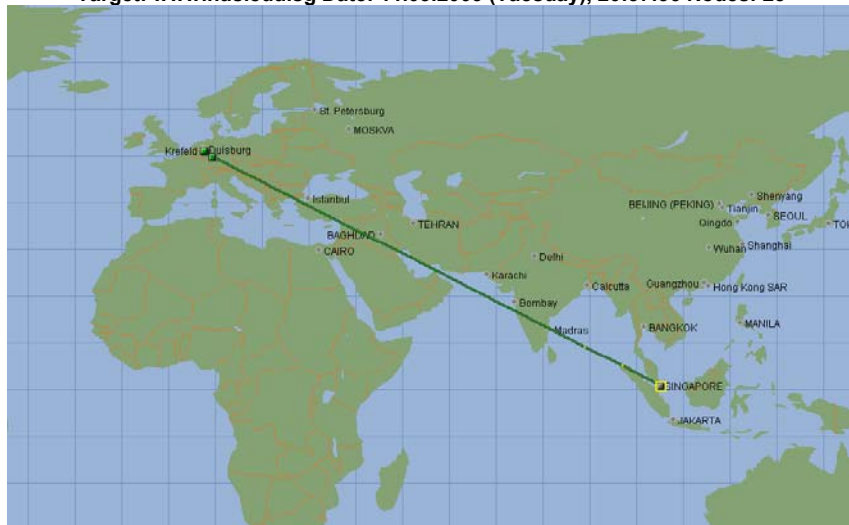 St. Petersburg
MOSKVA
Krefeld Duisburg
Istanbul
Shenyang
BEIJING (PEKING)
Tianjin
SEOUL
Qingdo
TEHRAN
BAGHDAD
CAIRO
Wuhan
Shanghai
Delhi
Karachi
Calcutta
Guangzhou
Hong Kong SAR
Bombay
Madras
BANGKOK
MANILA
SINGAPORE
JAKARTA